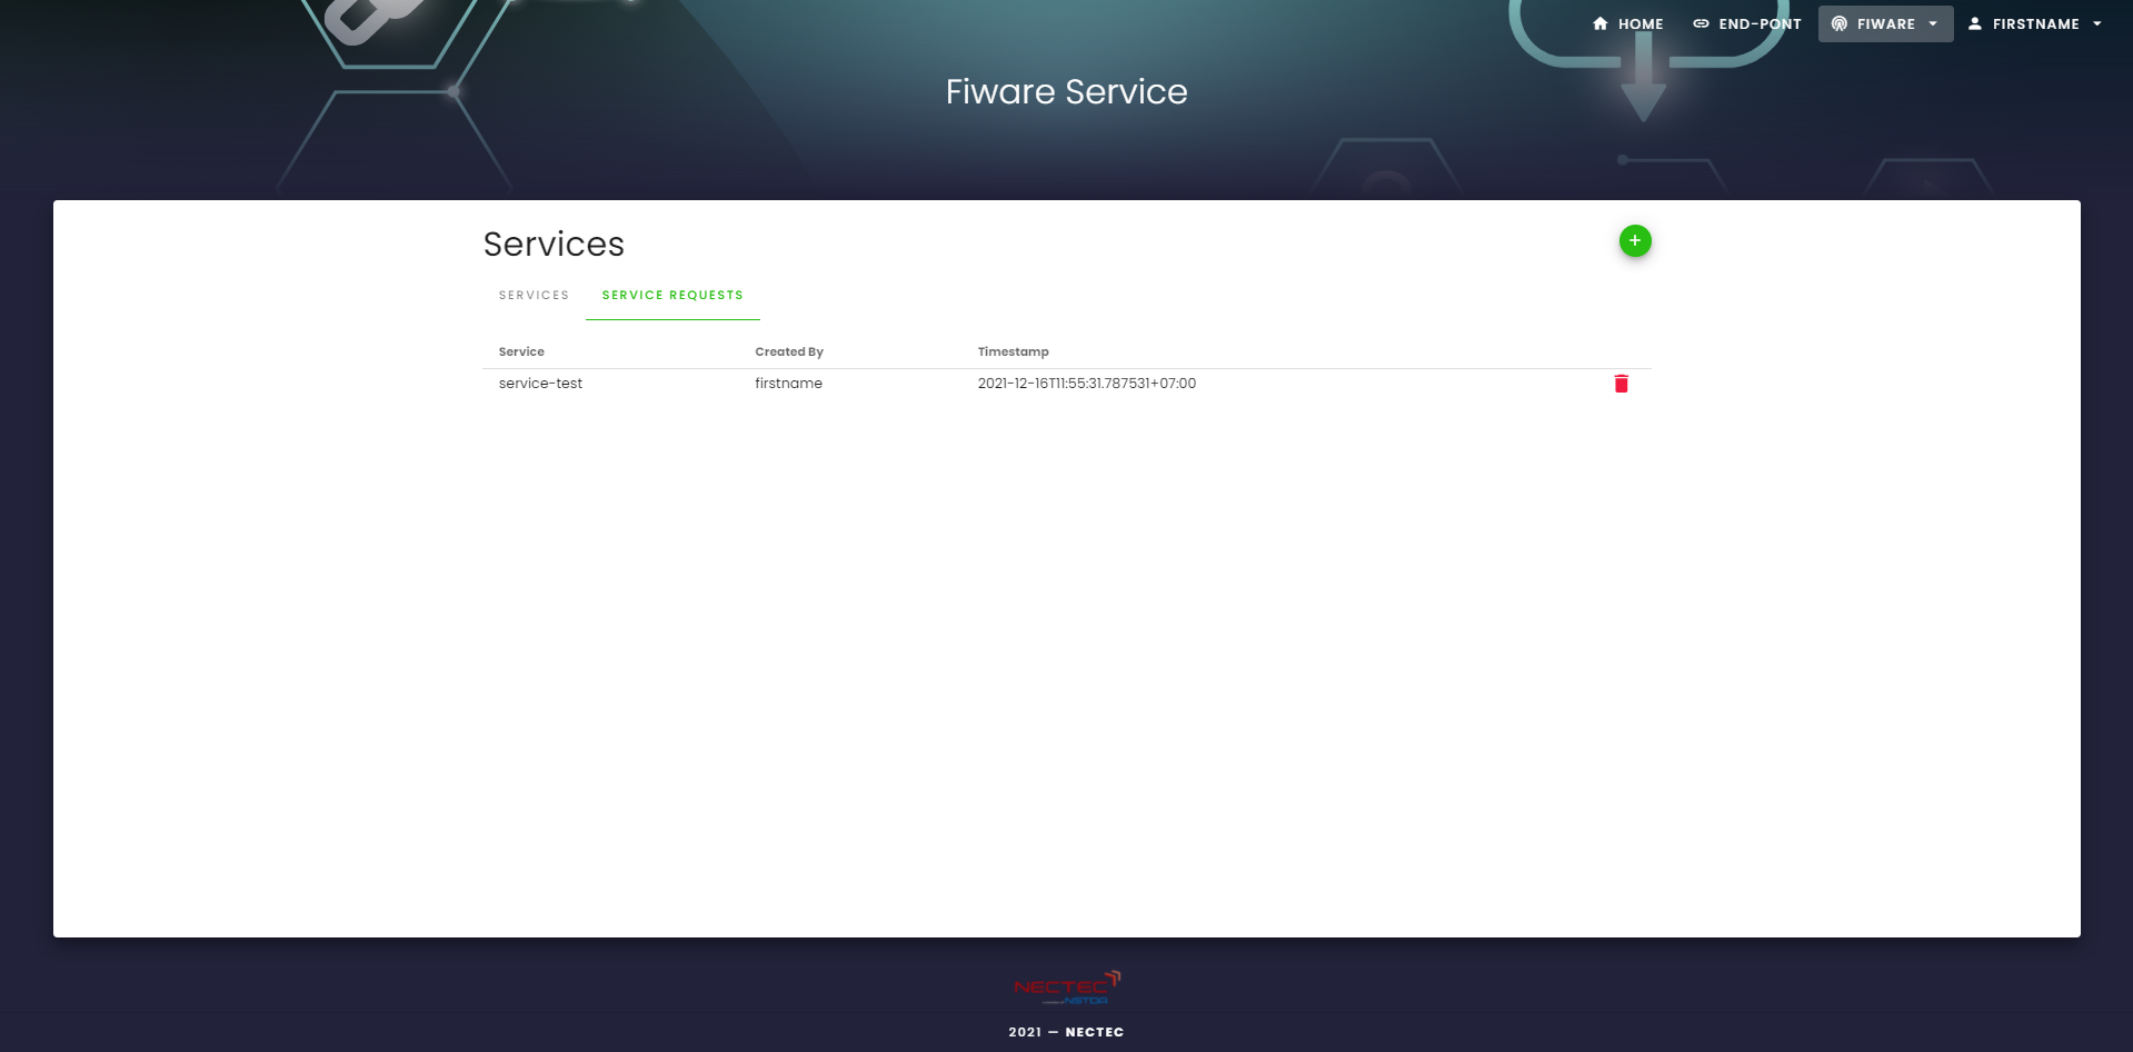 HOME END-PONT FIWARE FIRSTNAME
Fiware Service
Services
SERVICES SERVICE REQUESTS
Service Created By Timestamp
service-test firstname 2021-12-16T11:55:31.787531+07:00
NECTEC
NSTDA
2021 — NECTEC